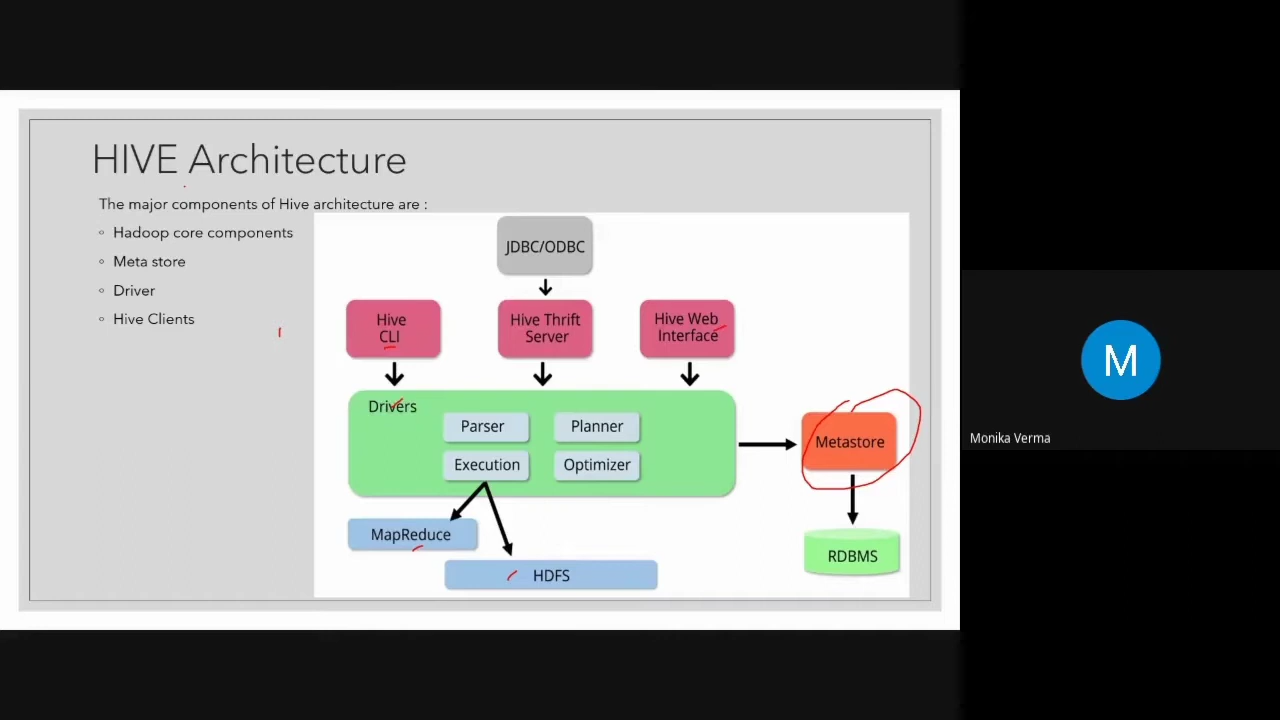 HIVE Architecture
The major components of Hive architecture are :
◦ Hadoop core components
◦ Meta store
◦ Driver
◦ Hive Clients
JDBC/ODBC
Hive
CLI
Hive Thrift
Server
Hive Web
Interface
Drivers
Parser
Planner
Execution
Optimizer
Metastore
MapReduce
HDFS
RDBMS
M
Monika Verma